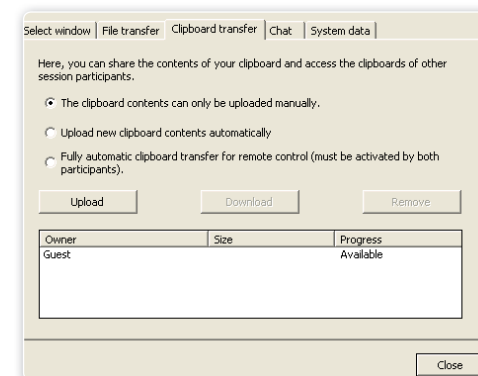 Select window File transfer Clipboard transfer Chat System data
Here, you can share the contents of your clipboard and access the clipboards of other
session participants.
The clipboard contents can only be uploaded manually.
Upload new clipboard contents automatically
Fully automatic clipboard transfer for remote control (must be activated by both
participants).
Upload Download Remove
Owner Size Progress
Guest Available
Close